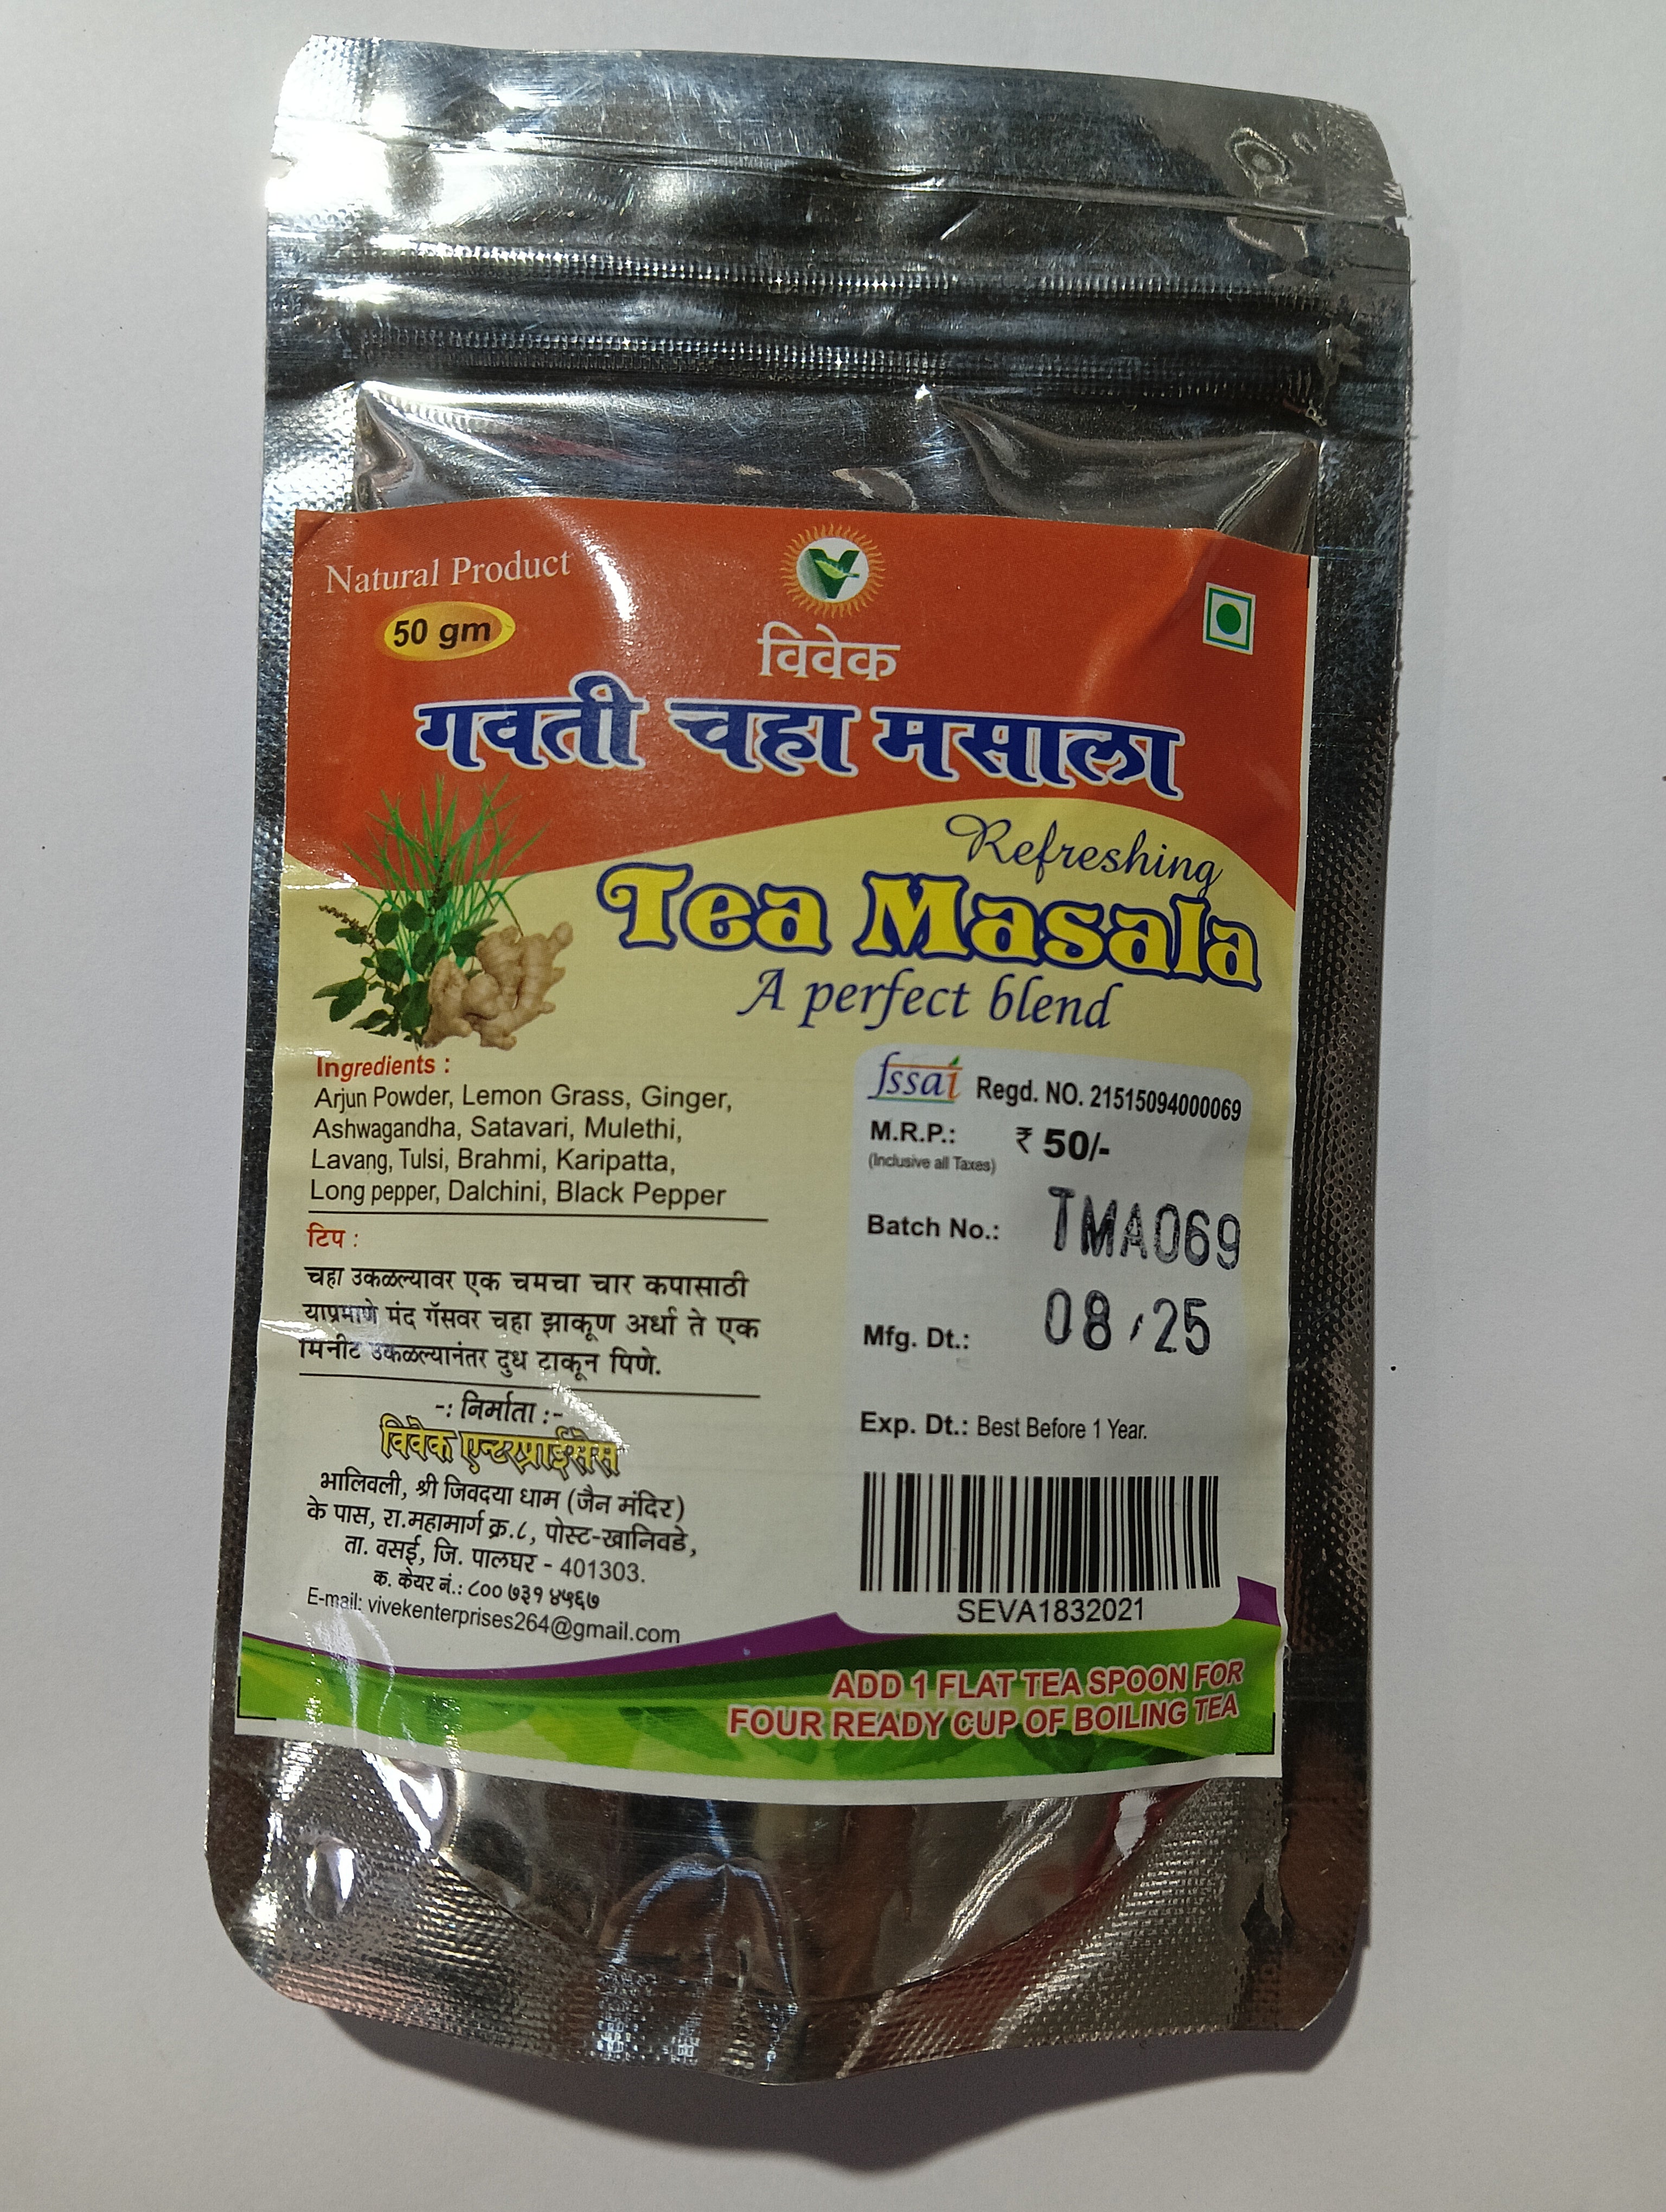 Natural Product
50 gm
विवेक
गवती चहा मसाला
Refreshing
Tea Masala
A perfect blend
Ingredients :
Arjun Powder, Lemon Grass, Ginger,
Ashwagandha, Satavari, Mulethi,
Lavang, Tulsi, Brahmi, Karipatta,
Long pepper, Dalchini, Black Pepper
टिप :
चहा उकळल्यावर एक चमचा चार कपासाठी
याप्रमाणे मंद गॅसवर चहा झाकूण अर्धा ते एक
मिनीट उकळल्यानंतर दुध टाकून पिणे.
-: निर्माता :-
विवेक एन्टरप्राईसेस
भालिवली, श्री जिवदया धाम (जैन मंदिर)
के पास, रा.महामार्ग क्र.८, पोस्ट-खानिवडे,
ता. वसई, जि. पालघर - 401303.
क. केयर नं.: ८०० ७३१ ४५६७
E-mail: vivekenterprises264@gmail.com
fssai Regd. NO. 21515094000069
M.R.P.: ₹ 50/-
(Inclusive all Taxes)
Batch No.: TMA069
Mfg. Dt.: 08/25
Exp. Dt.: Best Before 1 Year.
SEVA1832021
ADD 1 FLAT TEA SPOON FOR
FOUR READY CUP OF BOILING TEA